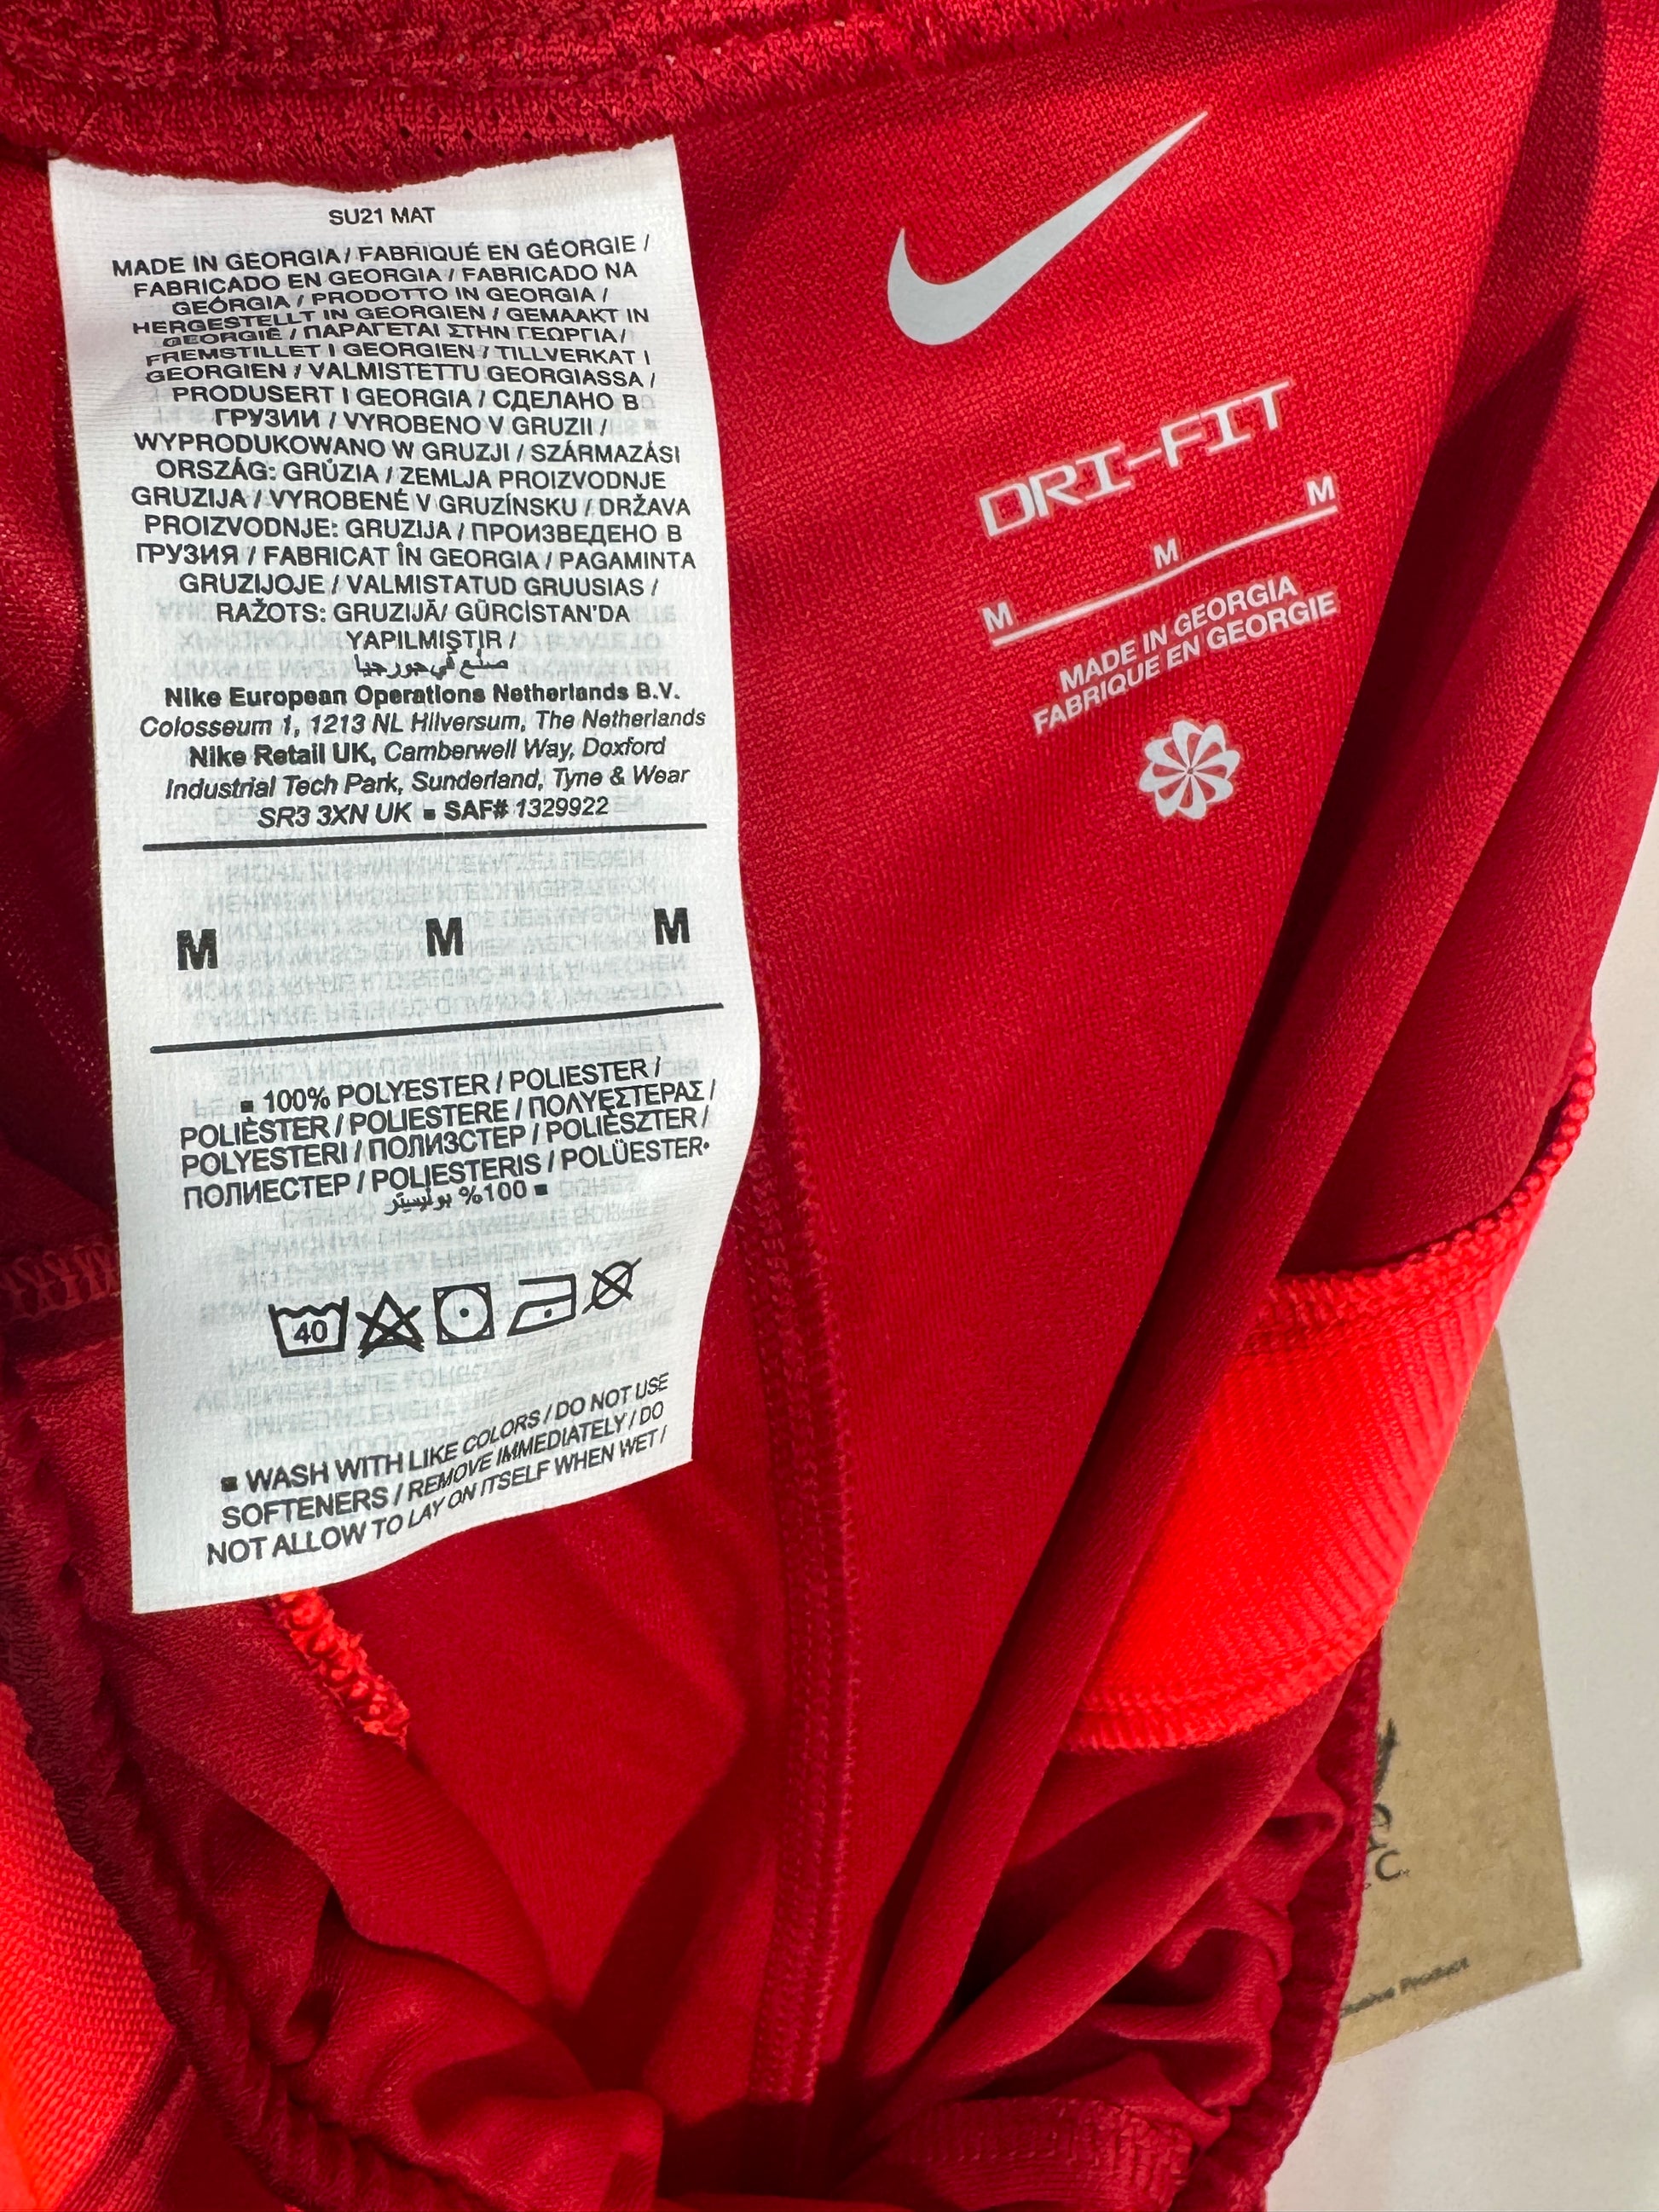 SU21 MAT
MADE IN GEORGIA / FABRIQUÉ EN GÉORGIE /
FABRICADO EN GEORGIA / FABRICADO NA
GEÓRGIA / PRODOTTO IN GEORGIA /
HERGESTELLT IN GEORGIEN / GEMAAKT IN
GEORGIË / ΠΑΡΑΓΕΤΑΙ ΣΤΗΝ ΓΕΩΡΓΙΑ /
FREMSTILLET I GEORGIEN / TILLVERKAT I
GEORGIEN / VALMISTETTU GEORGIASSA /
PRODUSERT I GEORGIA / СДЕЛАНО В
ГРУЗИИ / VYROBENO V GRUZII /
WYPRODUKOWANO W GRUZJI / SZÁRMAZÁSI
ORSZÁG: GRÚZIA / ZEMLJA PROIZVODNJE
GRUZIJA / VYROBENÉ V GRUZÍNSKU / DRŽAVA
PROIZVODNJE: GRUZIJA / ПРОИЗВЕДЕНО В
ГРУЗИЯ / FABRICAT ÎN GEORGIA / PAGAMINTA
GRUZIJOJE / VALMISTATUD GRUUSIAS /
RAŽOTS: GRUZIJĀ/ GÜRCİSTAN'DA
YAPILMIŞTIR /
صنع في جورجيا
Nike European Operations Netherlands B.V.
Colosseum 1, 1213 NL Hilversum, The Netherlands
Nike Retail UK, Camberwell Way, Doxford
Industrial Tech Park, Sunderland, Tyne & Wear
SR3 3XN UK ■ SAF# 1329922
M M M
■ 100% POLYESTER / POLIESTER /
POLIÉSTER / POLIESTERE / ΠΟΛΥΕΣΤΕΡΑΣ /
POLYESTERI / ПОЛИЭСТЕР / POLIÉSZTER /
ПОЛИЕСТЕР / POLIESTERIS / POLÜESTER•
100% بوليستر ■
40
■ WASH WITH LIKE COLORS / DO NOT USE
SOFTENERS / REMOVE IMMEDIATELY / DO
NOT ALLOW TO LAY ON ITSELF WHEN WET /
DRI-FIT
M M M
MADE IN GEORGIA
FABRIQUE EN GEORGIE
Product